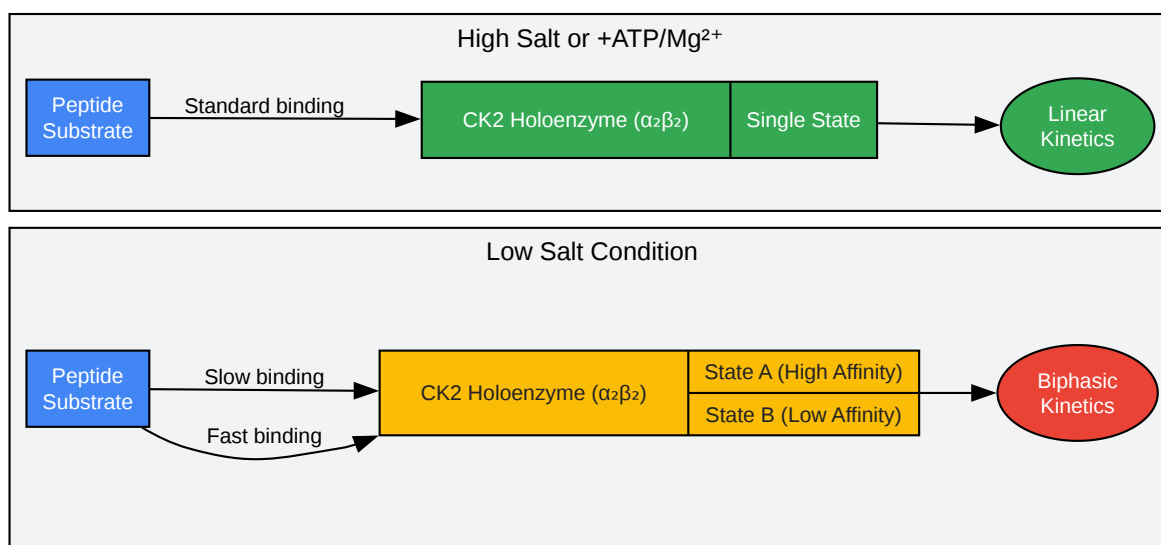 High Salt or +ATP/Mg²⁺
Peptide
Substrate
Standard binding
CK2 Holoenzyme (α₂β₂)
Single State
Linear
Kinetics
Low Salt Condition
Peptide
Substrate
Slow binding
Fast binding
CK2 Holoenzyme (α₂β₂)
State A (High Affinity)
State B (Low Affinity)
Biphasic
Kinetics